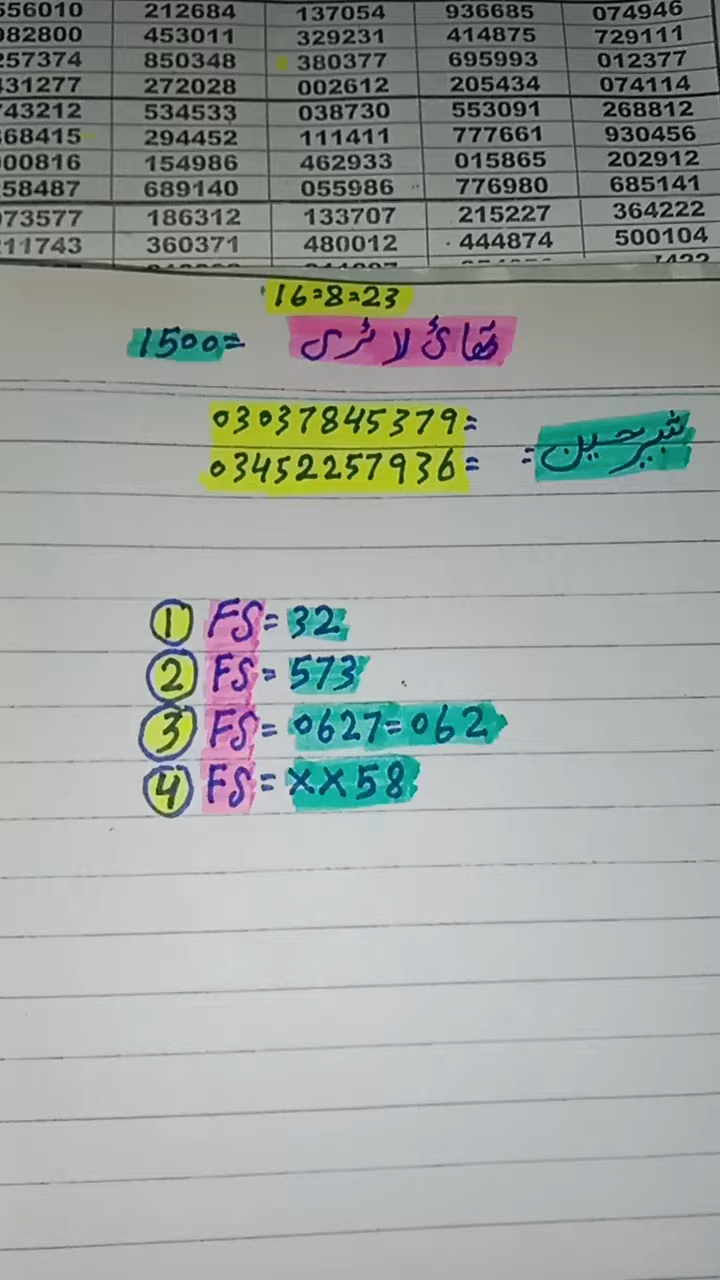 556010 212684 137054 936685 074946
082800 453011 329231 414875 729111
257374 850348 380377 695993 012377
431277 272028 002612 205434 074114
743212 534533 038730 553091 268812
368415 294452 111411 777661 930456
000816 154986 462933 015865 202912
58487 689140 055986 776980 685141
073577 186312 133707 215227 364222
211743 360371 480012 444874 500104
16=8=23
تھائی لاٹری =1500
03037845379=
03452257936= = شبیر حسین
1 FS= 32
2 FS= 573
3 FS= 0627=062
4 FS= XX58